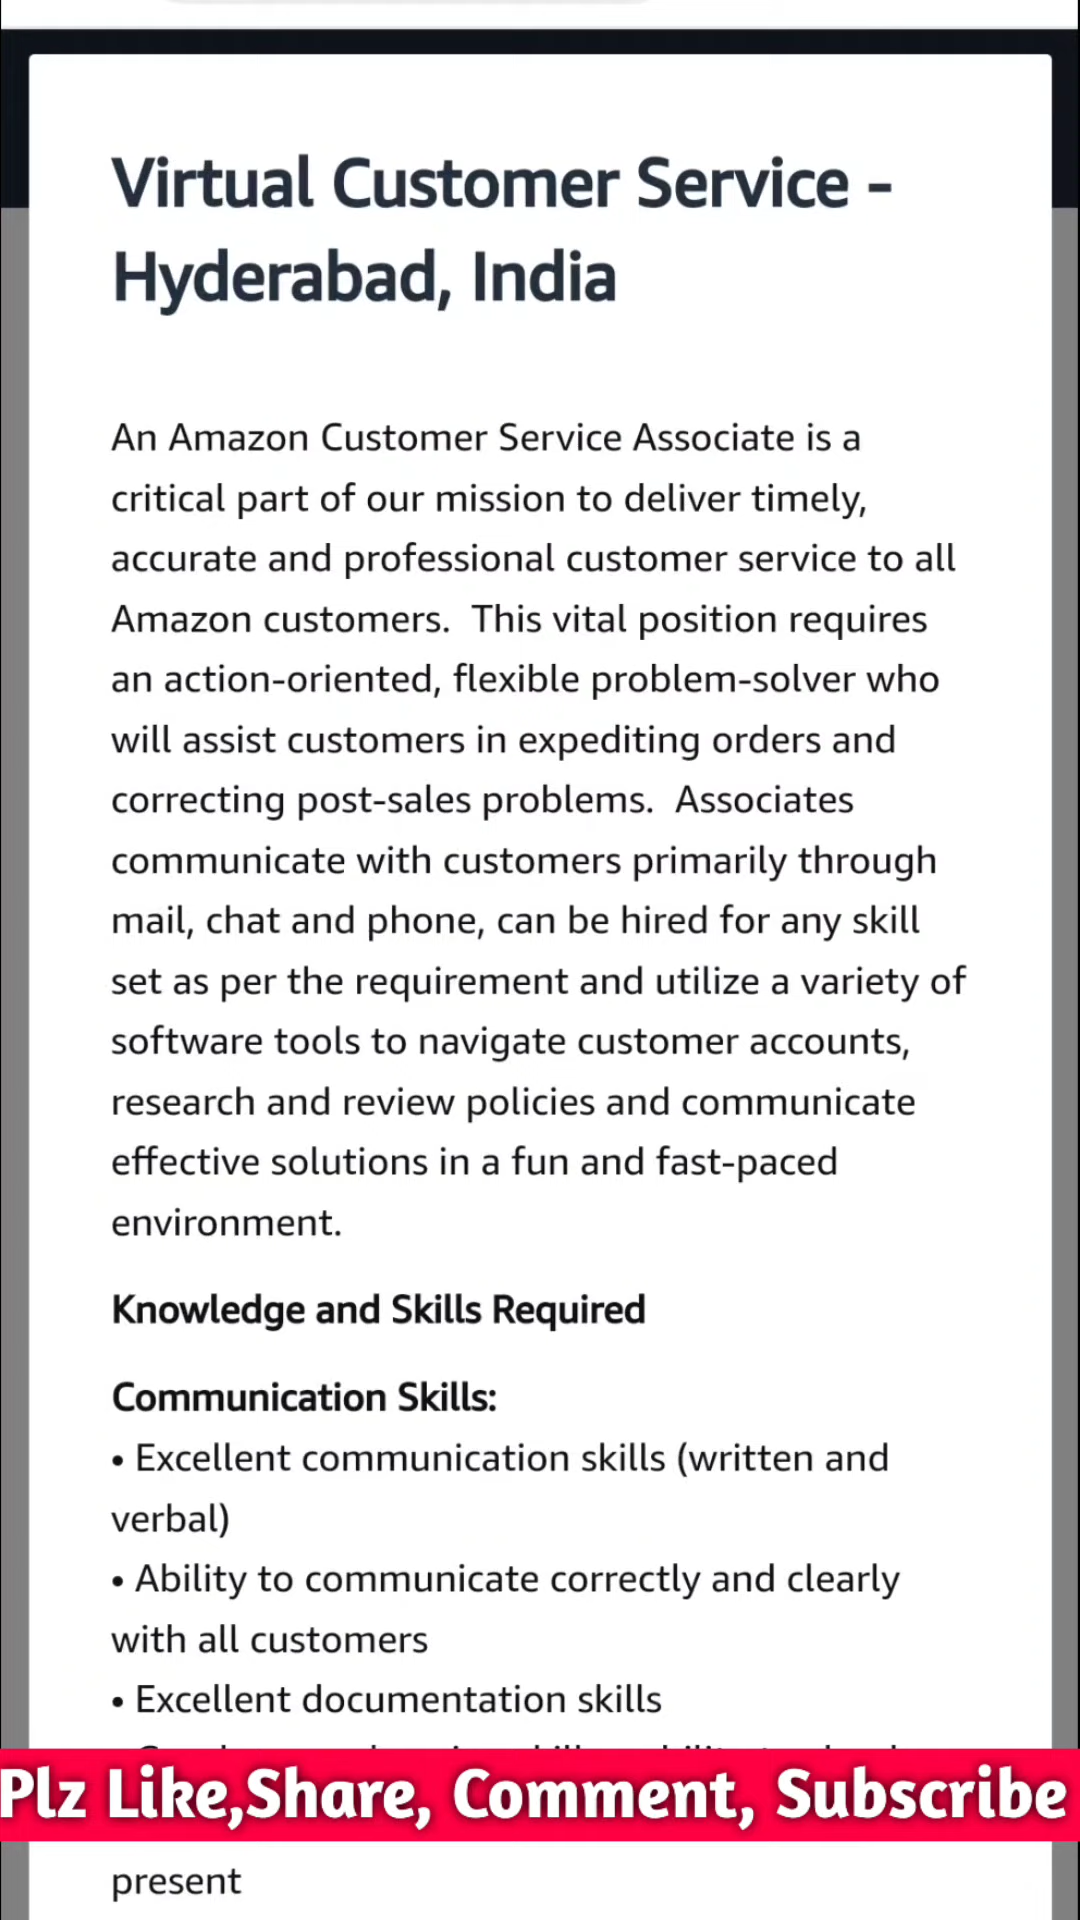 Virtual Customer Service -
Hyderabad, India
An Amazon Customer Service Associate is a
critical part of our mission to deliver timely,
accurate and professional customer service to all
Amazon customers.  This vital position requires
an action-oriented, flexible problem-solver who
will assist customers in expediting orders and
correcting post-sales problems.  Associates
communicate with customers primarily through
mail, chat and phone, can be hired for any skill
set as per the requirement and utilize a variety of
software tools to navigate customer accounts,
research and review policies and communicate
effective solutions in a fun and fast-paced
environment.
Knowledge and Skills Required
Communication Skills:
• Excellent communication skills (written and
verbal)
• Ability to communicate correctly and clearly
with all customers
• Excellent documentation skills
Plz Like,Share, Comment, Subscribe
present